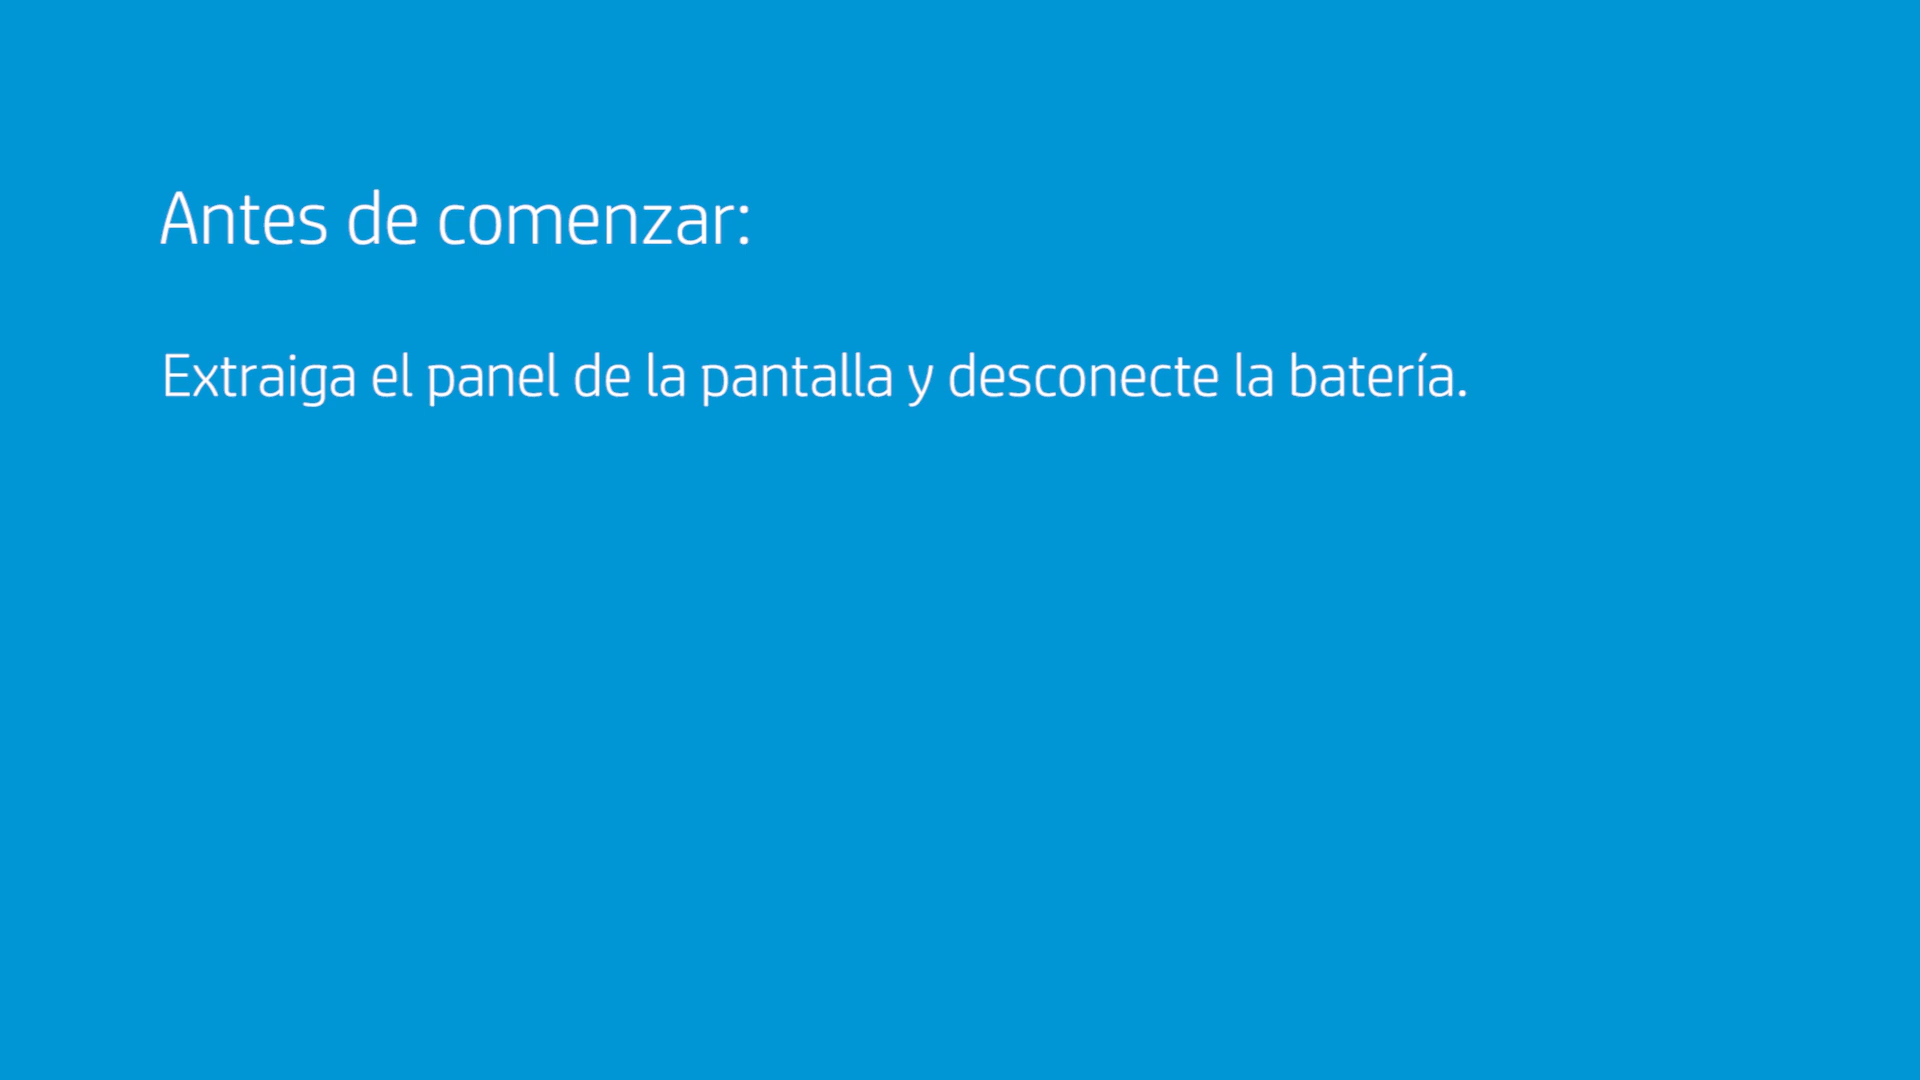 Antes de comenzar:
Extraiga el panel de la pantalla y desconecte la batería.